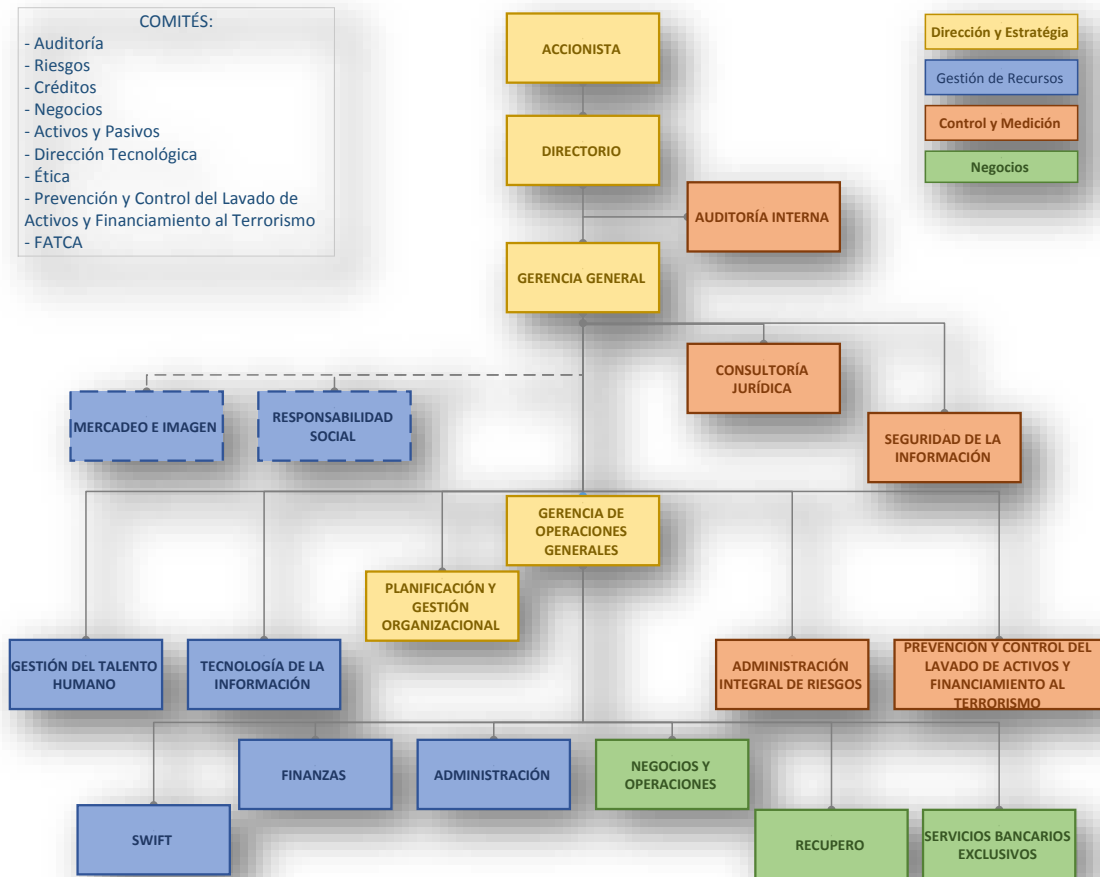 COMITÉS:
- Auditoría
- Riesgos
- Créditos
- Negocios
- Activos y Pasivos
- Dirección Tecnológica
- Ética
- Prevención y Control del Lavado de
Activos y Financiamiento al Terrorismo
- FATCA
ACCIONISTA
Dirección y Estratégia
Gestión de Recursos
Control y Medición
Negocios
DIRECTORIO
AUDITORÍA INTERNA
GERENCIA GENERAL
CONSULTORÍA
JURÍDICA
MERCADEO E IMAGEN
RESPONSABILIDAD
SOCIAL
SEGURIDAD DE LA
INFORMACIÓN
GERENCIA DE
OPERACIONES
GENERALES
PLANIFICACIÓN Y
GESTIÓN
ORGANIZACIONAL
GESTIÓN DEL TALENTO
HUMANO
TECNOLOGÍA DE LA
INFORMACIÓN
ADMINISTRACIÓN
INTEGRAL DE RIESGOS
PREVENCIÓN Y CONTROL DEL
LAVADO DE ACTIVOS Y
FINANCIAMIENTO AL
TERRORISMO
FINANZAS
ADMINISTRACIÓN
NEGOCIOS Y
OPERACIONES
SWIFT
RECUPERO
SERVICIOS BANCARIOS
EXCLUSIVOS